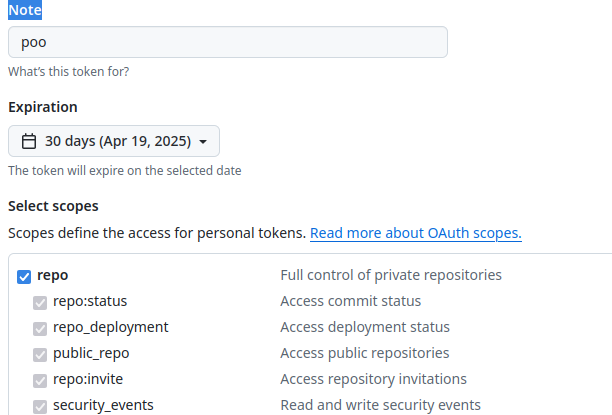 Note
poo
What's this token for?
Expiration
30 days (Apr 19, 2025)
The token will expire on the selected date
Select scopes
Scopes define the access for personal tokens. Read more about OAuth scopes.
repo Full control of private repositories
repo:status Access commit status
repo_deployment Access deployment status
public_repo Access public repositories
repo:invite Access repository invitations
security_events Read and write security events